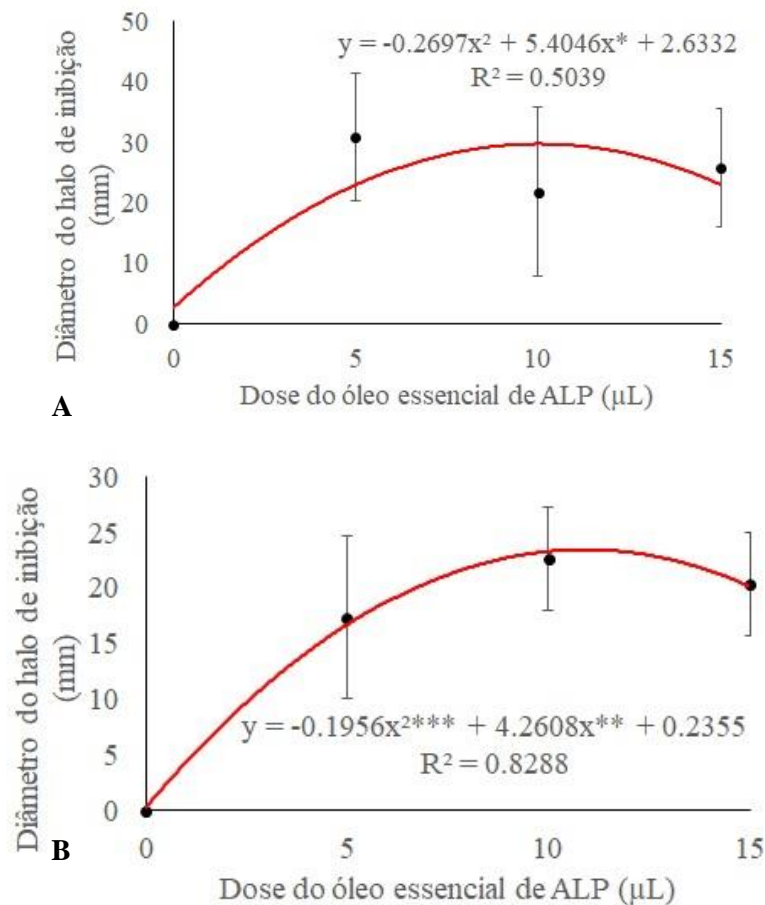 50
y = -0.2697x² + 5.4046x* + 2.6332
R² = 0.5039
40
30
20
10
0
Diâmetro do halo de inibição
(mm)
0 5 10 15
Dose do óleo essencial de ALP (µL)
A
30
25
20
15
10
5
0
Diâmetro do halo de inibição
(mm)
y = -0.1956x²*** + 4.2608x** + 0.2355
R² = 0.8288
B
0 5 10 15
Dose do óleo essencial de ALP (µL)